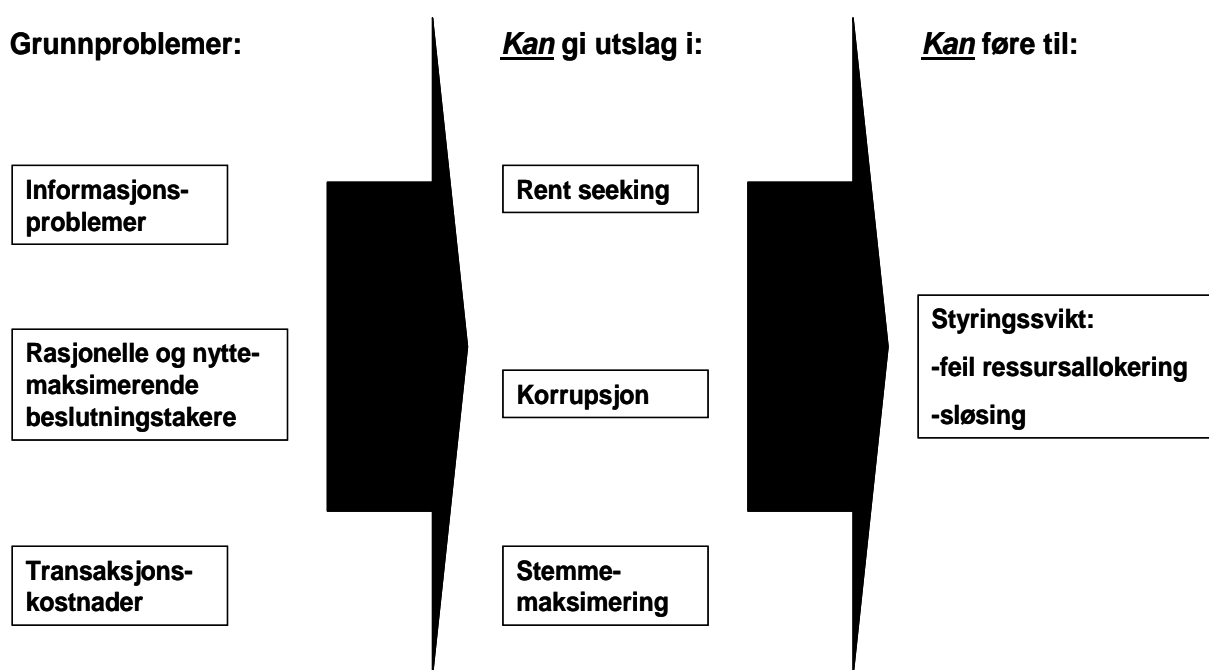 Grunnproblemer:
Informasjons-
problemer
Rasjonelle og nytte-
maksimerende
beslutningstakere
Transaksjons-
kostnader
Kan gi utslag i:
Rent seeking
Korrupsjon
Stemme-
maksimering
Kan føre til:
Styringssvikt:
-feil ressursallokering
-sløsing